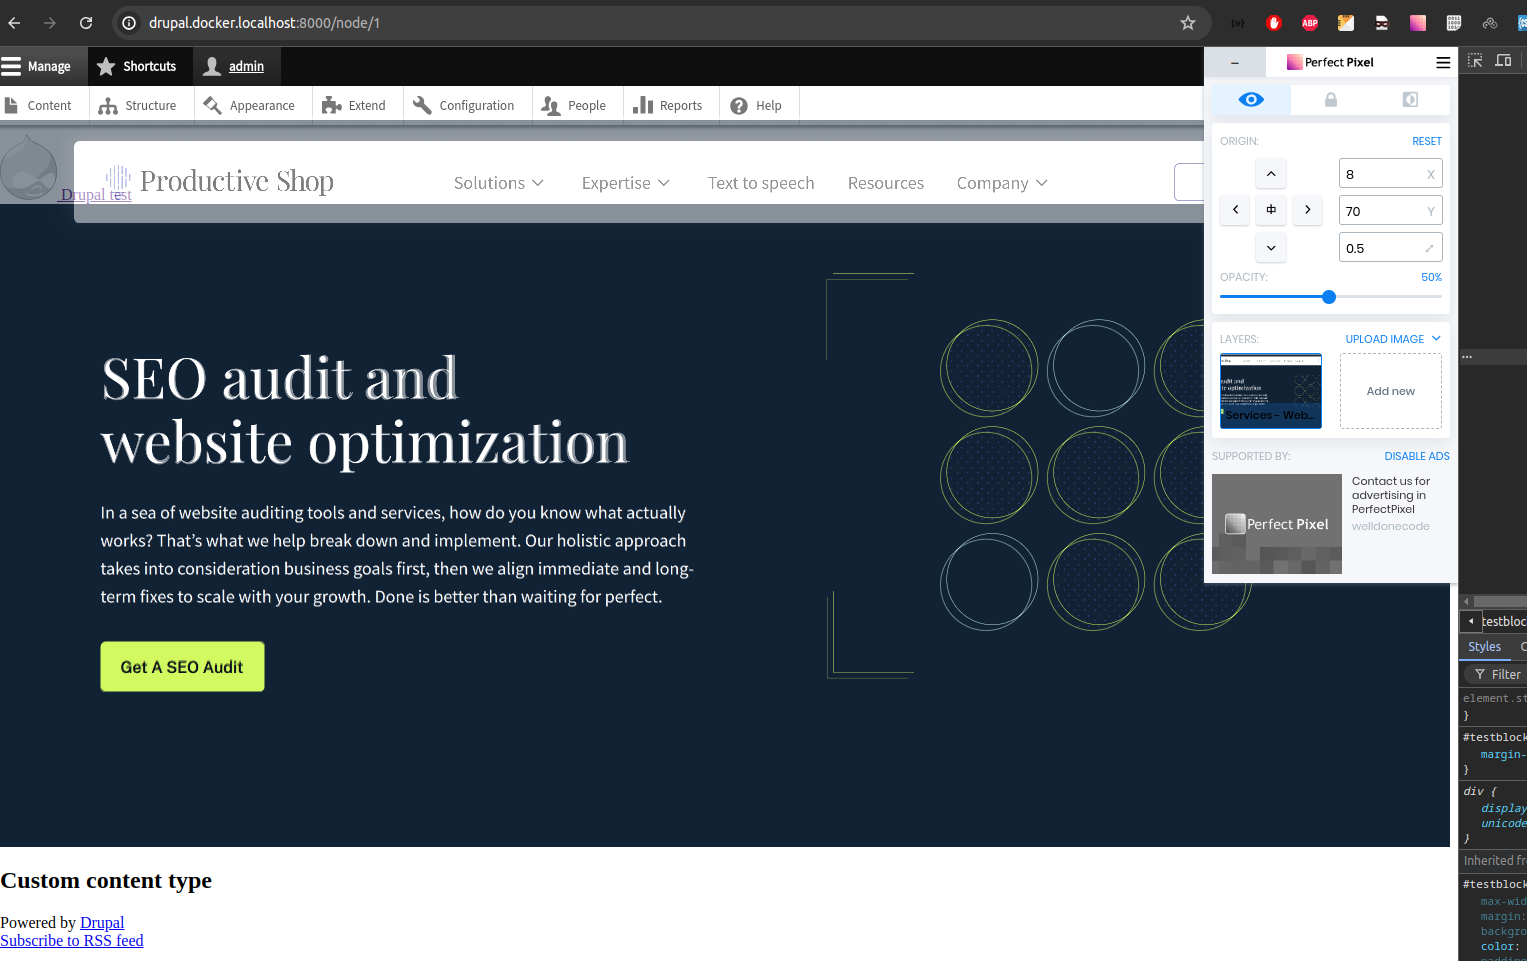 drupal.docker.localhost:8000/node/1
ABP
Manage
Shortcuts
admin
Perfect Pixel
Content
Structure
Appearance
Extend
Configuration
People
Reports
Help
Drupal test
Productive Shop
Solutions
Expertise
Text to speech
Resources
Company
ORIGIN:
RESET
8 X
70 Y
0.5
OPACITY:
50%
LAYERS:
UPLOAD IMAGE
Services - Web...
Add new
SUPPORTED BY:
DISABLE ADS
Perfect Pixel
Contact us for
advertising in
PerfectPixel
welldonecode
SEO audit and
website optimization
In a sea of website auditing tools and services, how do you know what actually
works? That’s what we help break down and implement. Our holistic approach
takes into consideration business goals first, then we align immediate and long-
term fixes to scale with your growth. Done is better than waiting for perfect.
Get A SEO Audit
Custom content type
Powered by Drupal
Subscribe to RSS feed
testbloc
Styles
Filter
element.st
}
#testblock
margin-
}
div {
display
unicode
}
Inherited fr
#testblock
max-wid
margin:
backgro
color: